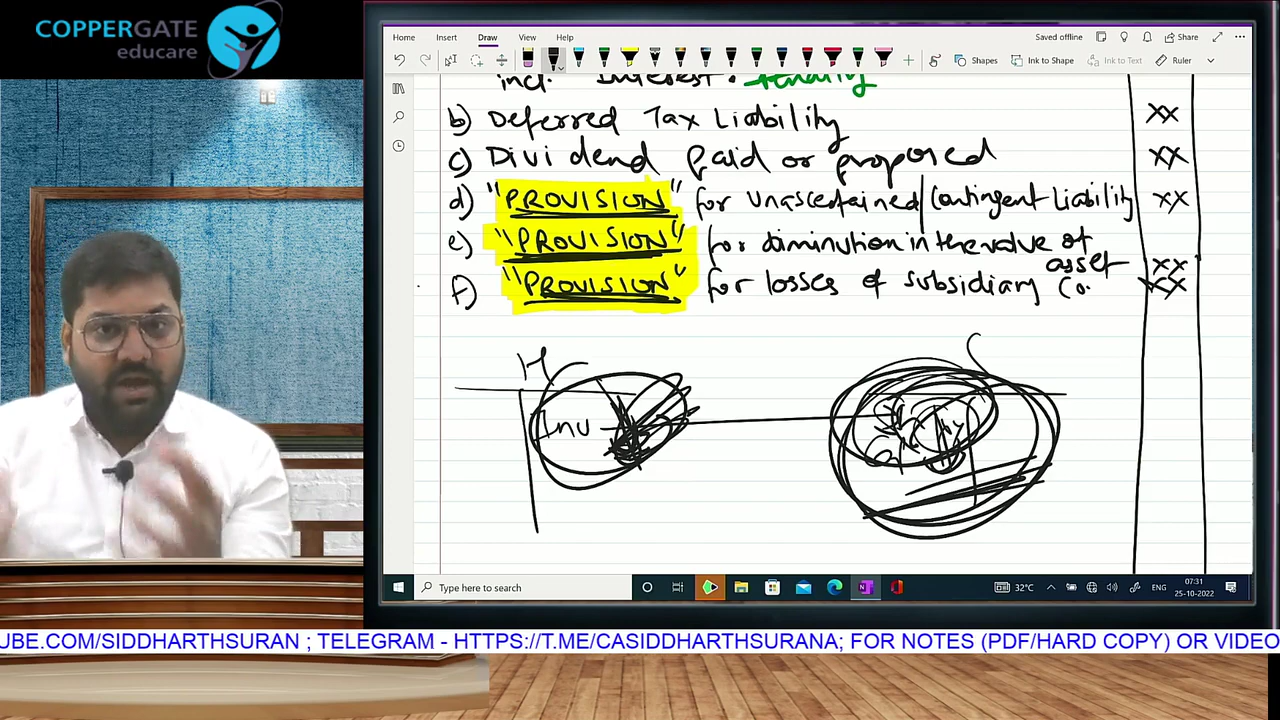 COPPERGATE
educare
Home Insert Draw View Help
Saved offline
Share
Shapes
Ink to Shape
Ink to Text
Ruler
incl. Interest. Penalty
b) Deferred Tax Liability XX
c) Dividend paid or proposed XX
d) "PROVISION" for unascertained/contingent Liability XX
e) "PROVISION" for diminution in the value of
asset XX
f) "PROVISION" for losses of subsidiary Co. XX
H
Inv
S
Type here to search
32°C
ENG
07:31
25-10-2022
UBE.COM/SIDDHARTHSURAN ; TELEGRAM - HTTPS://T.ME/CASIDDHARTHSURANA; FOR NOTES (PDF/HARD COPY) OR VIDEO